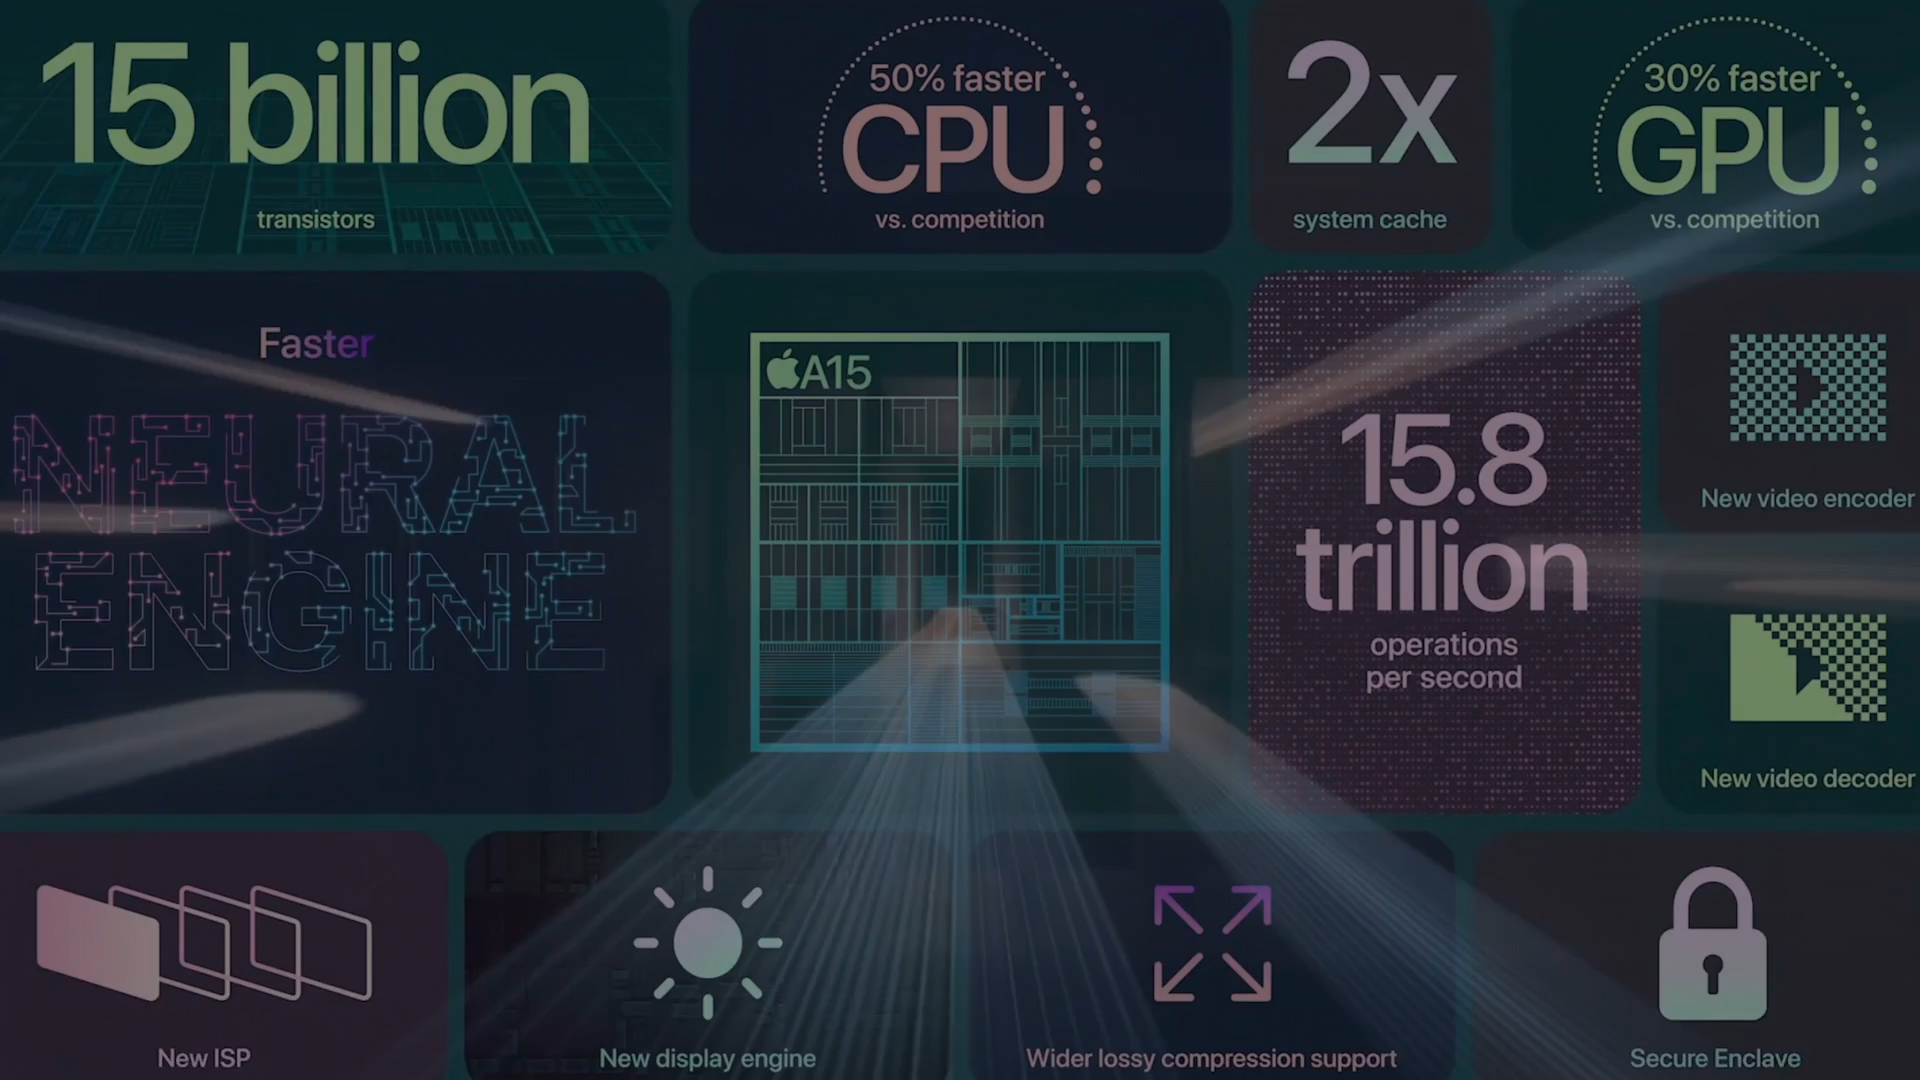 15 billion
transistors
50% faster
CPU
vs. competition
2x
system cache
30% faster
GPU
vs. competition
Faster
NEURAL
ENGINE
A15
15.8
trillion
operations
per second
New video encoder
New video decoder
New ISP
New display engine
Wider lossy compression support
Secure Enclave